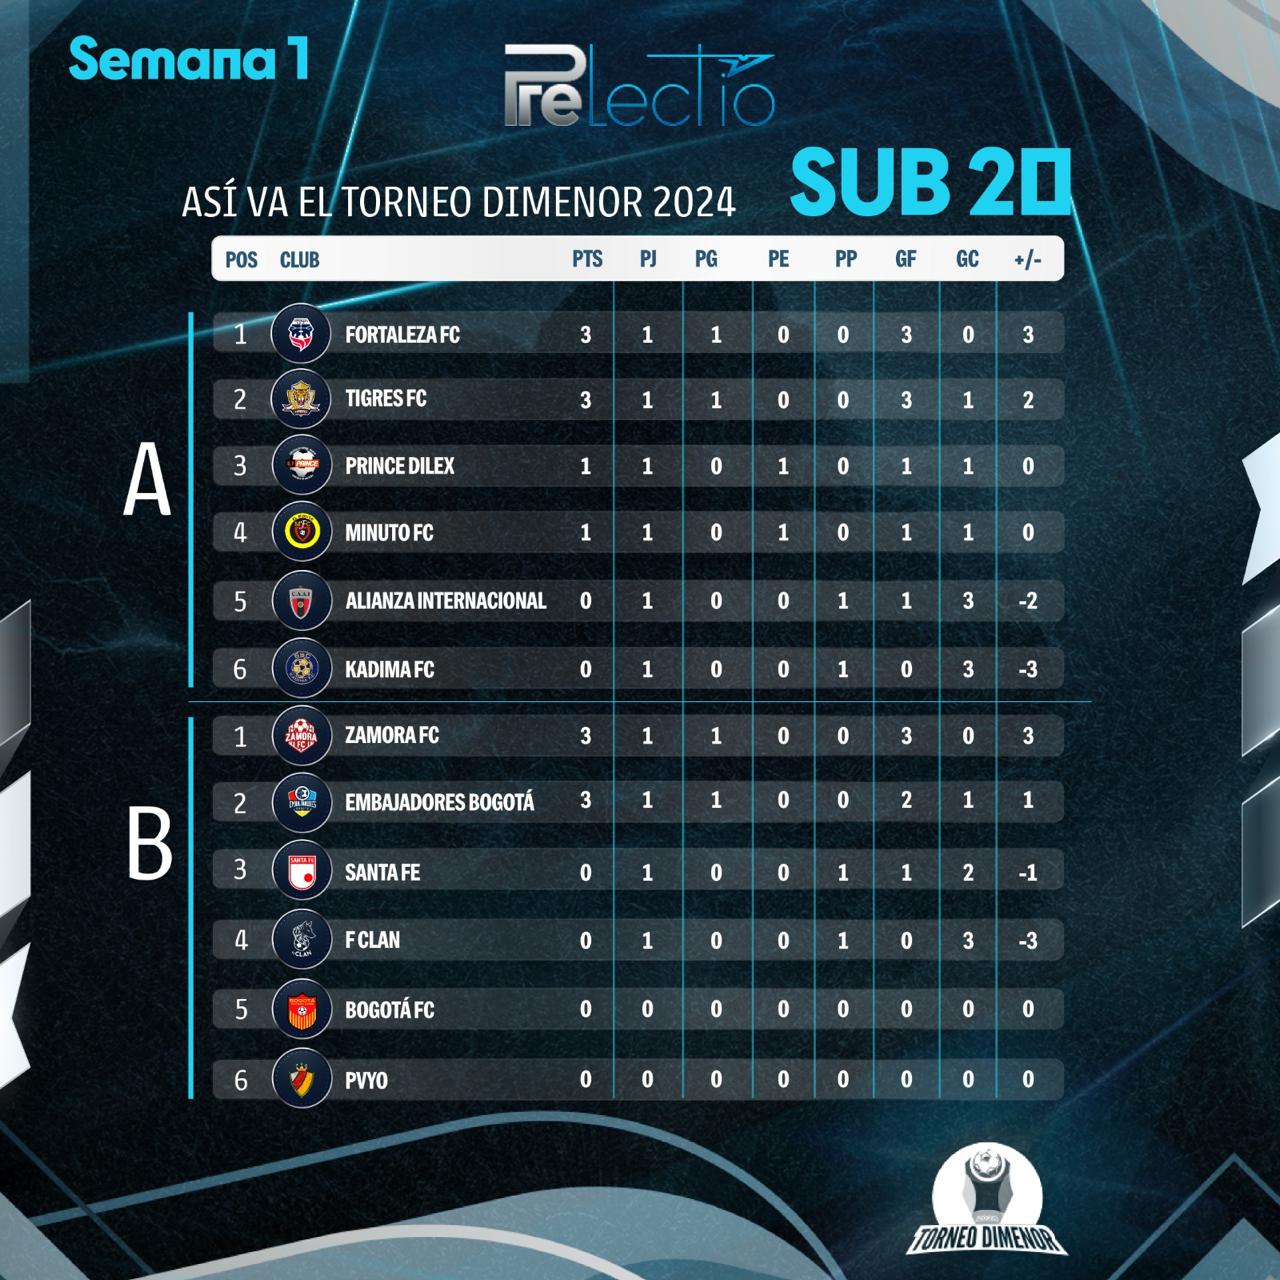 Semana 1
PreLectio
ASÍ VA EL TORNEO DIMENOR 2024 SUB 20
POS CLUB PTS PJ PG PE PP GF GC +/-
A
1 FORTALEZA FC 3 1 1 0 0 3 0 3
2 TIGRES FC 3 1 1 0 0 3 1 2
3 PRINCE DILEX 1 1 0 1 0 1 1 0
4 MINUTO FC 1 1 0 1 0 1 1 0
5 ALIANZA INTERNACIONAL 0 1 0 0 1 1 3 -2
6 KADIMA FC 0 1 0 0 1 0 3 -3
B
1 ZAMORA FC 3 1 1 0 0 3 0 3
2 EMBAJADORES BOGOTÁ 3 1 1 0 0 2 1 1
3 SANTA FE 0 1 0 0 1 1 2 -1
4 F CLAN 0 1 0 0 1 0 3 -3
5 BOGOTÁ FC 0 0 0 0 0 0 0 0
6 PVYO 0 0 0 0 0 0 0 0
TORNEO DIMENOR